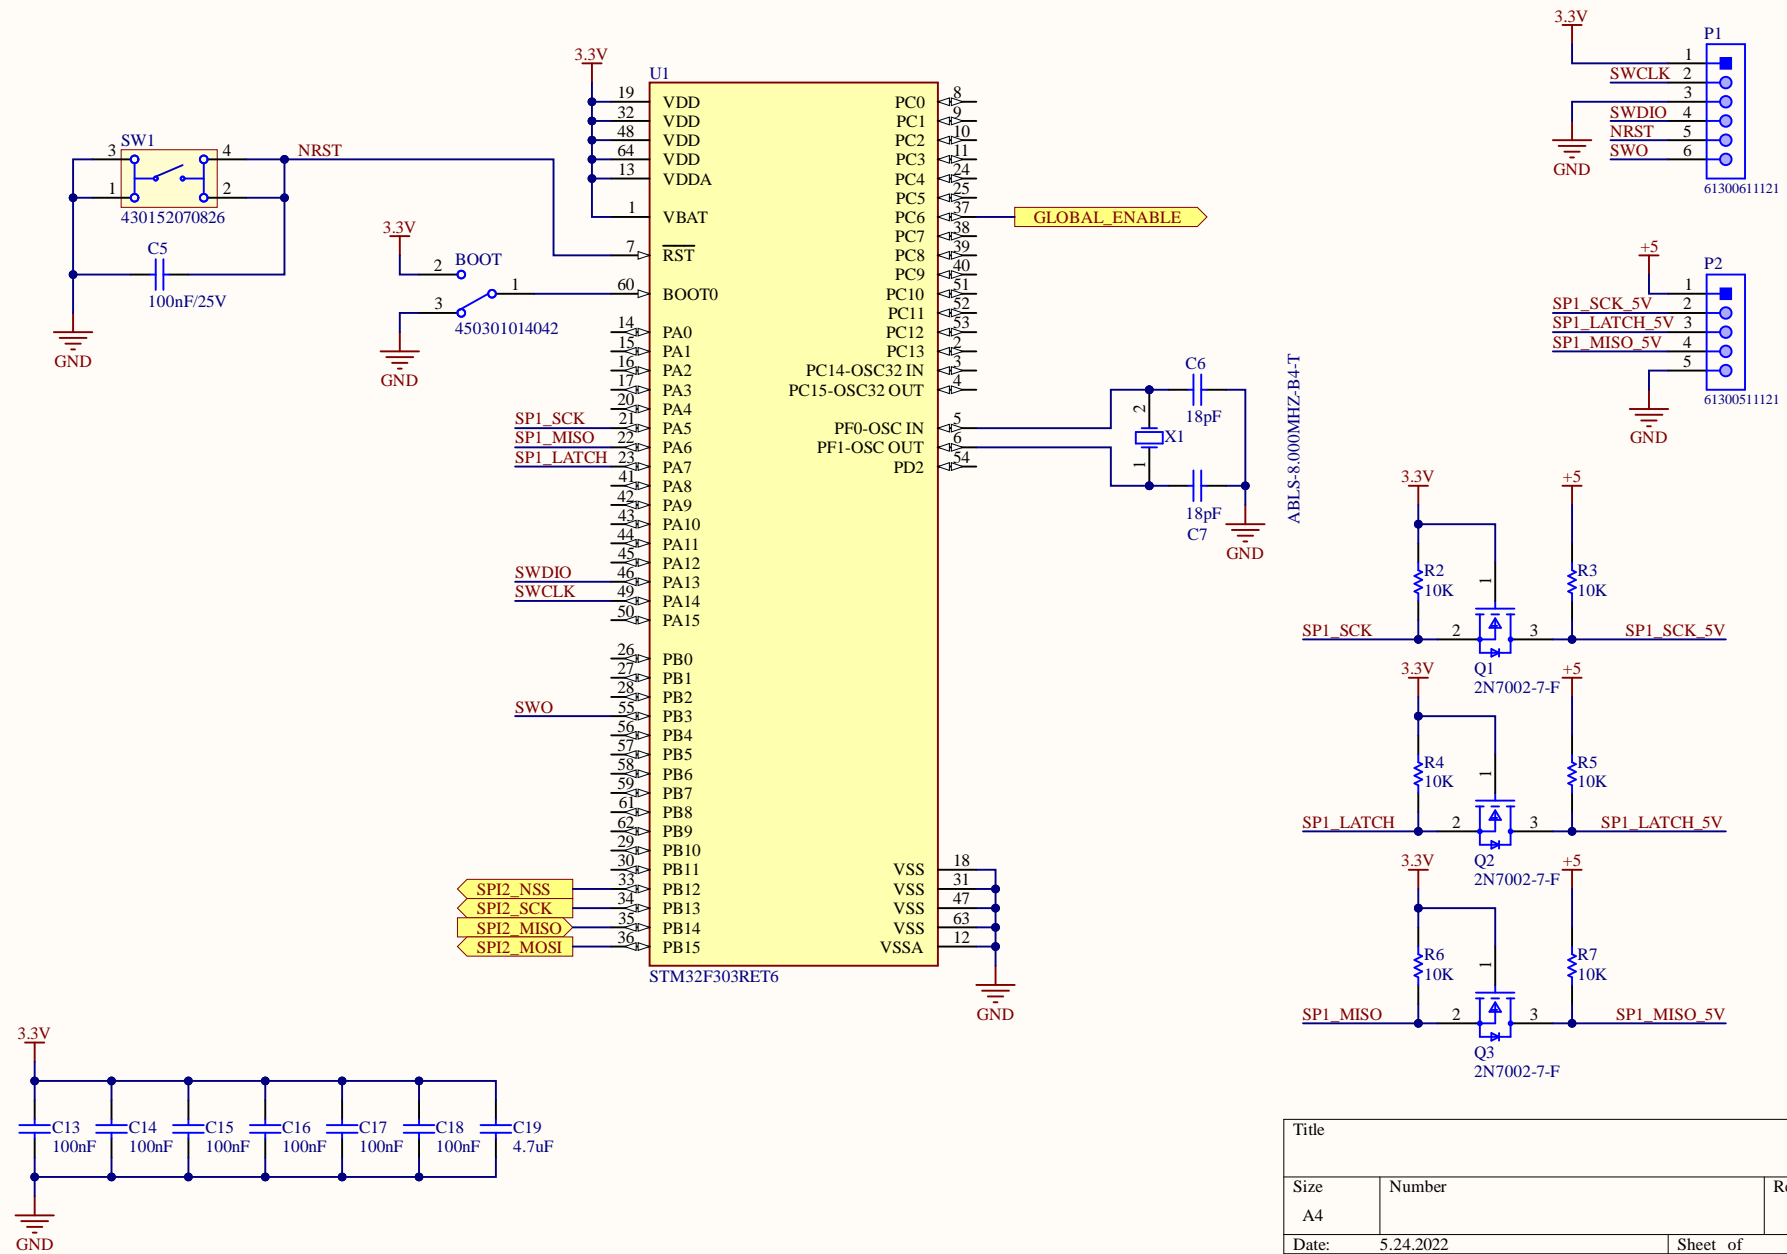 3.3V
U1
19 VDD
32 VDD
48 VDD
64 VDD
13 VDDA
1 VBAT
7 RST
60 BOOT0
14 PA0
15 PA1
16 PA2
17 PA3
20 PA4
SP1_SCK 21 PA5
SP1_MISO 22 PA6
SP1_LATCH 23 PA7
41 PA8
42 PA9
43 PA10
44 PA11
45 PA12
SWDIO 46 PA13
SWCLK 49 PA14
50 PA15
26 PB0
27 PB1
28 PB2
SWO 55 PB3
56 PB4
57 PB5
58 PB6
59 PB7
61 PB8
62 PB9
29 PB10
30 PB11
SPI2_NSS 33 PB12
SPI2_SCK 34 PB13
SPI2_MISO 35 PB14
SPI2_MOSI 36 PB15
STM32F303RET6
PC0 8
PC1 9
PC2 10
PC3 11
PC4 24
PC5 25
PC6 37 GLOBAL_ENABLE
PC7 38
PC8 39
PC9 40
PC10 51
PC11 52
PC12 53
PC13 2
PC14-OSC32 IN 3
PC15-OSC32 OUT 4
PF0-OSC IN 5
PF1-OSC OUT 6
PD2 54
VSS 18
VSS 31
VSS 47
VSS 63
VSSA 12
GND
SW1
3 4 NRST
1 2
430152070826
C5
100nF/25V
GND
3.3V
2 BOOT
1
3
450301014042
GND
C6
18pF
2
X1
1
18pF
C7
GND
ABLS-8.000MHZ-B4-T
3.3V
P1
1
SWCLK 2
3
SWDIO 4
NRST 5
SWO 6
GND
61300611121
+5
P2
1
SP1_SCK_5V 2
SP1_LATCH_5V 3
SP1_MISO_5V 4
5
61300511121
GND
3.3V +5
R2 10K
1
R3 10K
SP1_SCK 2 3 SP1_SCK_5V
Q1
2N7002-7-F
3.3V +5
R4 10K
1
R5 10K
SP1_LATCH 2 3 SP1_LATCH_5V
Q2
2N7002-7-F
3.3V +5
R6 10K
1
R7 10K
SP1_MISO 2 3 SP1_MISO_5V
Q3
2N7002-7-F
3.3V
C13 C14 C15 C16 C17 C18 C19
100nF 100nF 100nF 100nF 100nF 100nF 4.7uF
GND
Title
Size Number
A4
Date: 5.24.2022 Sheet of